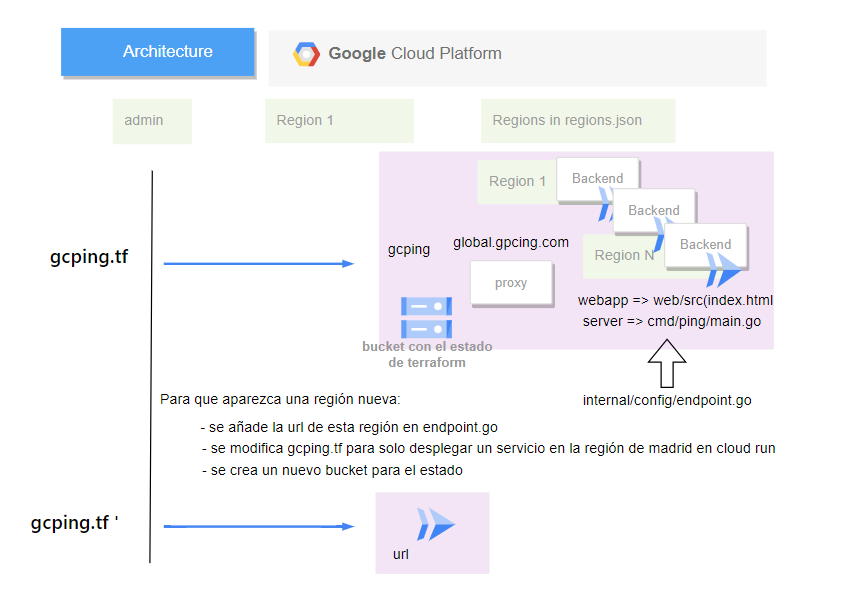 Architecture
Google Cloud Platform
admin
Region 1
Regions in regions.json
Region 1
Backend
Backend
Backend
Region N
gcping.tf
gcping
global.gpcing.com
proxy
webapp => web/src(index.html
server => cmd/ping/main.go
bucket con el estado
de terraform
internal/config/endpoint.go
Para que aparezca una región nueva:
- se añade la url de esta región en endpoint.go
- se modifica gcping.tf para solo desplegar un servicio en la región de madrid en cloud run
- se crea un nuevo bucket para el estado
gcping.tf '
url